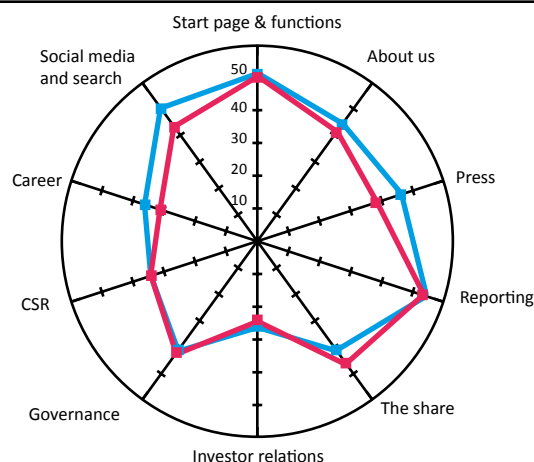 Start page & functions
Social media
and search
About us
50
40
30
20
10
Career
Press
CSR
Reporting
Governance
The share
Investor relations